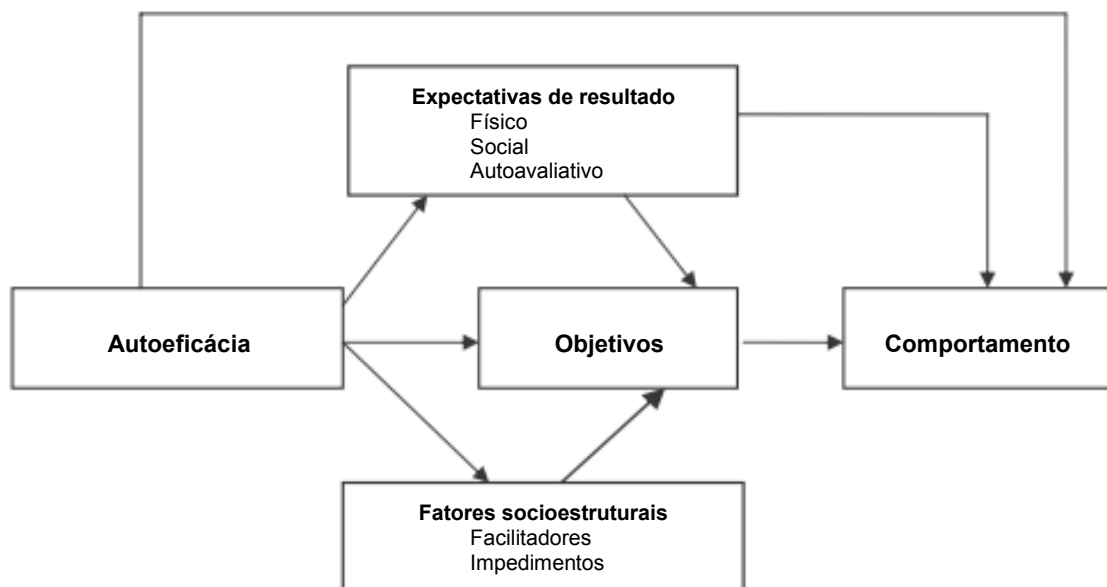 Expectativas de resultado
Físico
Social
Autoavaliativo
Autoeficácia
Objetivos
Comportamento
Fatores socioestruturais
Facilitadores
Impedimentos